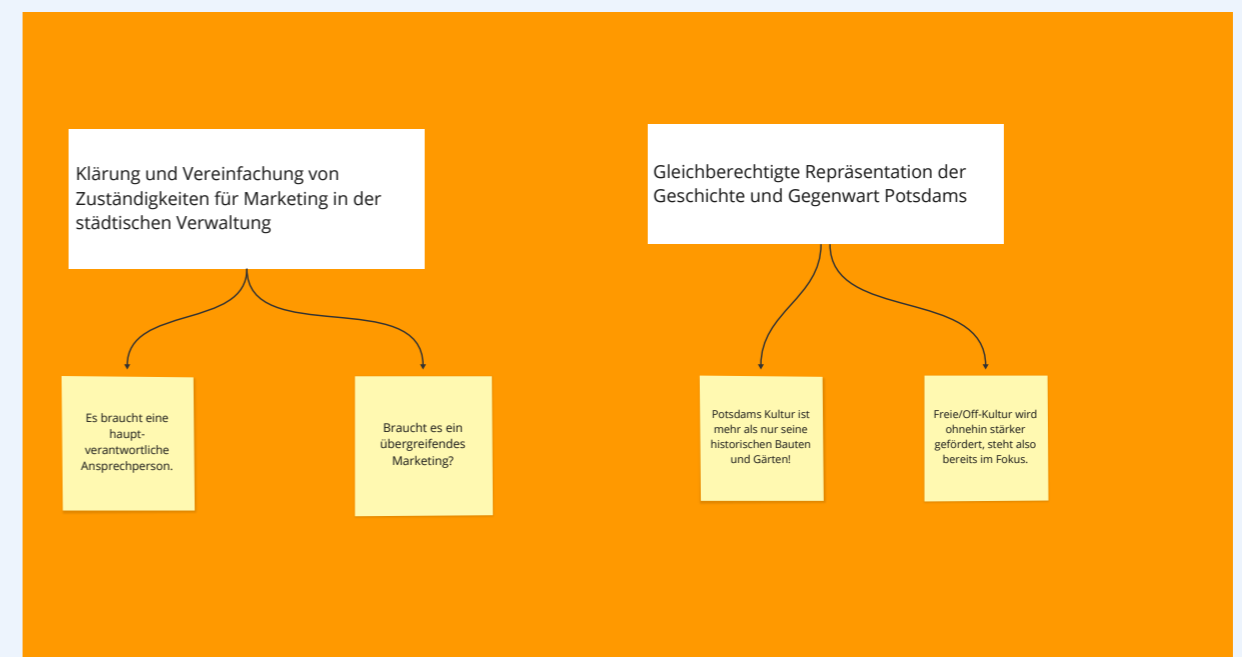 Klärung und Vereinfachung von
Zuständigkeiten für Marketing in der
städtischen Verwaltung
Gleichberechtigte Repräsentation der
Geschichte und Gegenwart Potsdams
Es braucht eine
haupt-
verantwortliche
Ansprechperson.
Braucht es ein
übergreifendes
Marketing?
Potsdams Kultur ist
mehr als nur seine
historischen Bauten
und Gärten!
Freie/Off-Kultur wird
ohnehin stärker
gefördert, steht also
bereits im Fokus.